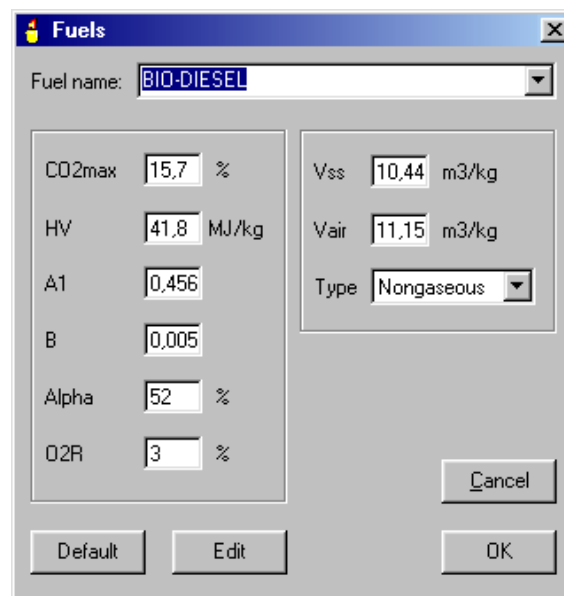 Fuels
Fuel name: BIO-DIESEL
CO2max 15,7 %
HV 41,8 MJ/kg
A1 0,456
B 0,005
Alpha 52 %
O2R 3 %
Vss 10,44 m3/kg
Vair 11,15 m3/kg
Type Nongaseous
Cancel
Default Edit OK